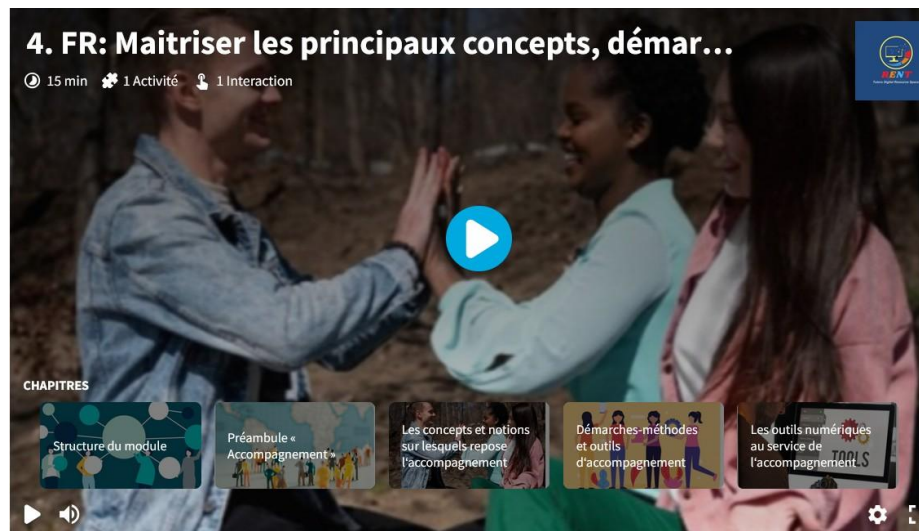 4. FR: Maitriser les principaux concepts, démar...
15 min 1 Activité 1 Interaction
RENT
CHAPITRES
Structure du module
Préambule «
Accompagnement »
Les concepts et notions
sur lesquels repose
l'accompagnement
Démarches-méthodes
et outils
d'accompagnement
Les outils numériques
au service de
l'accompagnement
TOOLS